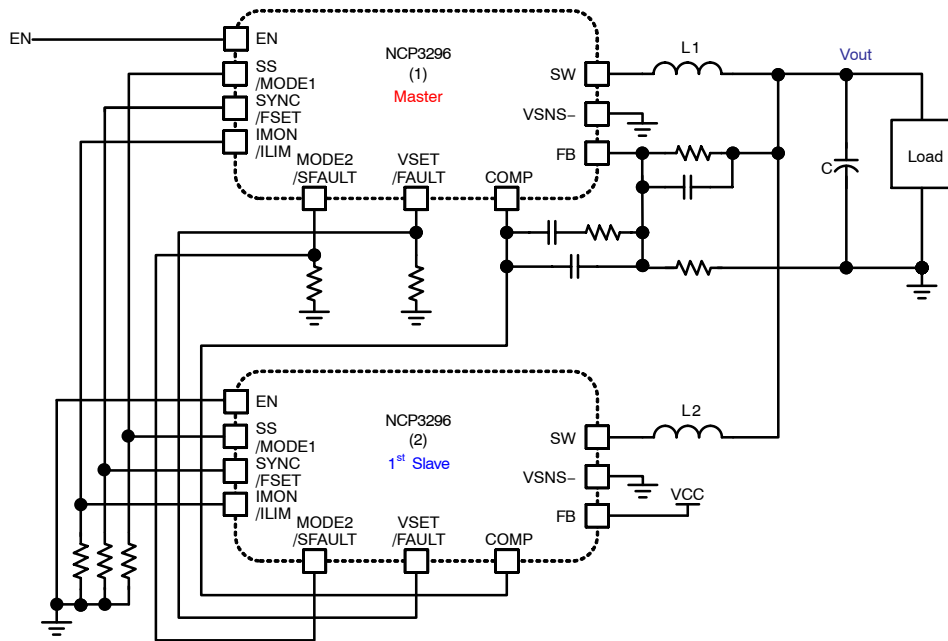 EN
EN
SS
/MODE1
SYNC
/FSET
IMON
/ILIM
NCP3296
(1)
Master
MODE2
/SFAULT
VSET
/FAULT
COMP
SW
VSNS–
FB
L1
Vout
C
Load
EN
SS
/MODE1
SYNC
/FSET
IMON
/ILIM
NCP3296
(2)
1st Slave
MODE2
/SFAULT
VSET
/FAULT
COMP
SW
VSNS–
FB
L2
VCC